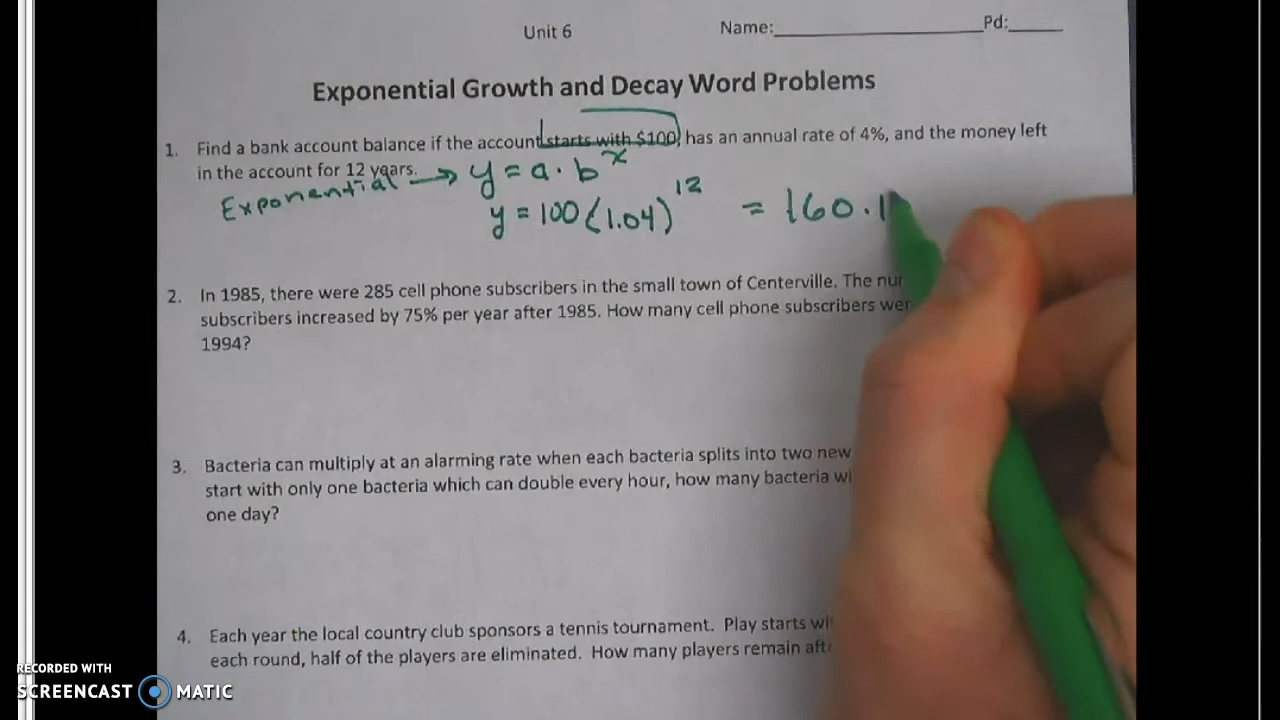 Unit 6 Name:_______________ Pd:_____
Exponential Growth and Decay Word Problems
1. Find a bank account balance if the account starts with $100, has an annual rate of 4%, and the money left
in the account for 12 years.
Exponential → y = a · b^x
y = 100(1.04)^12 = 160.1
2. In 1985, there were 285 cell phone subscribers in the small town of Centerville. The
subscribers increased by 75% per year after 1985. How many cell phone subscribers
1994?
3. Bacteria can multiply at an alarming rate when each bacteria splits into two new
start with only one bacteria which can double every hour, how many bacteria
one day?
4. Each year the local country club sponsors a tennis tournament. Play starts
each round, half of the players are eliminated. How many players remain
RECORDED WITH
SCREENCAST MATIC